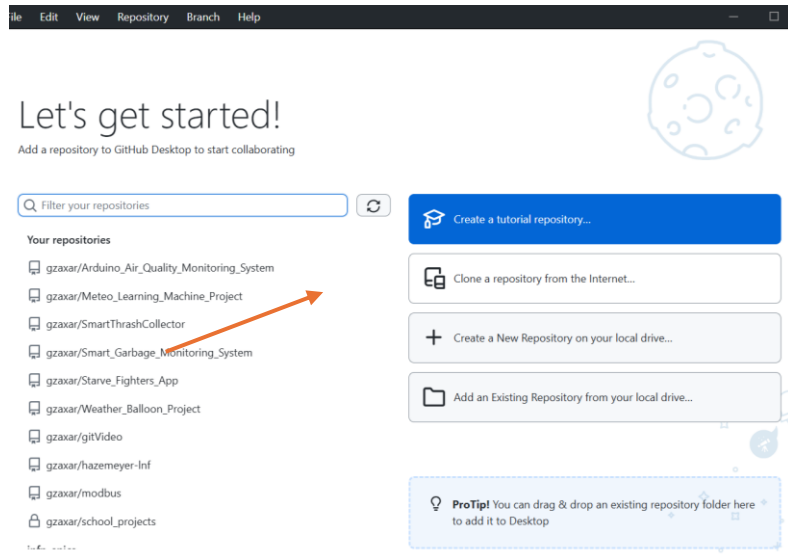 File Edit View Repository Branch Help
Let's get started!
Add a repository to GitHub Desktop to start collaborating
Filter your repositories
Your repositories
gzaxar/Arduino_Air_Quality_Monitoring_System
gzaxar/Meteo_Learning_Machine_Project
gzaxar/SmartThrashCollector
gzaxar/Smart_Garbage_Monitoring_System
gzaxar/Starve_Fighters_App
gzaxar/Weather_Balloon_Project
gzaxar/gitVideo
gzaxar/hazemeyer-Inf
gzaxar/modbus
gzaxar/school_projects
Create a tutorial repository...
Clone a repository from the Internet...
Create a New Repository on your local drive...
Add an Existing Repository from your local drive...
ProTip! You can drag & drop an existing repository folder here
to add it to Desktop